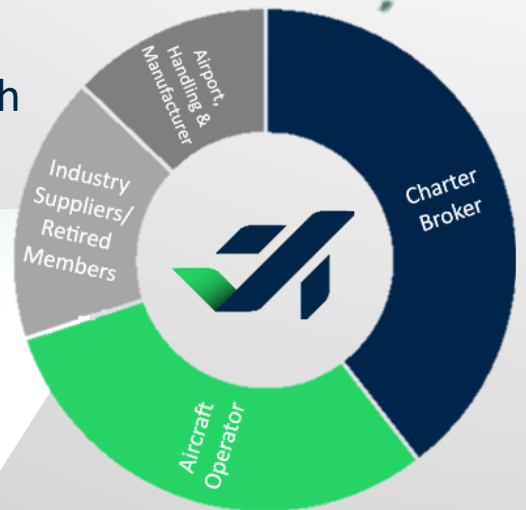 h
Airport,
Handling &
Manufacturer
Industry
Suppliers/
Retired
Members
Charter
Broker
Aircraft
Operator